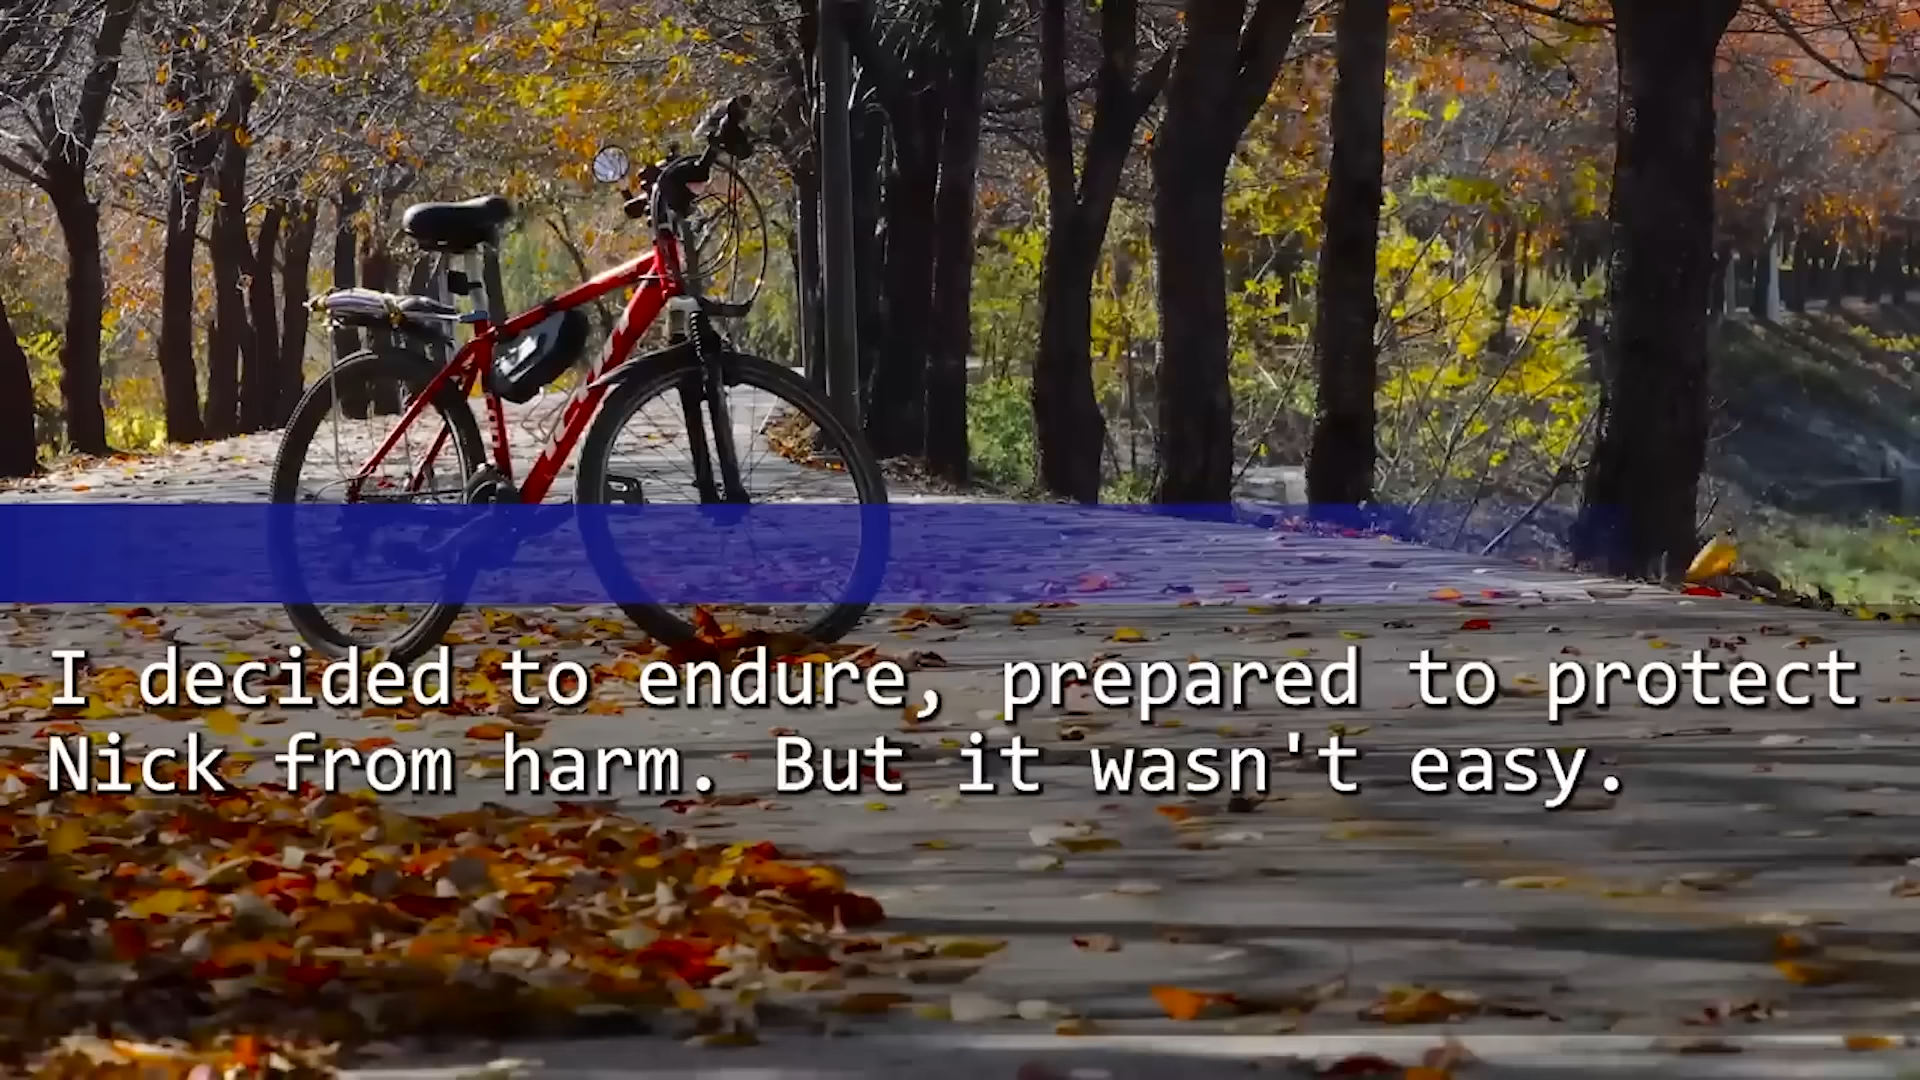 I decided to endure, prepared to protect
Nick from harm. But it wasn't easy.